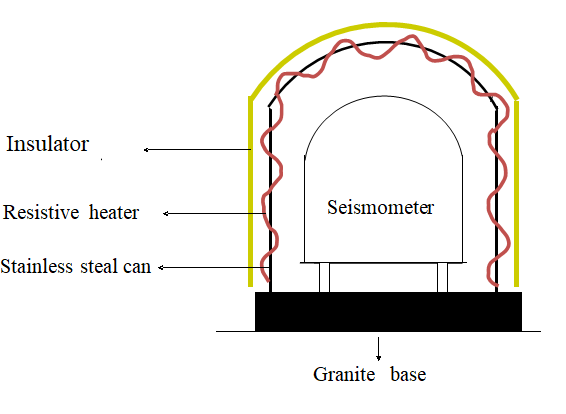 Insulator
Resistive heater
Seismometer
Stainless steal can
Granite base